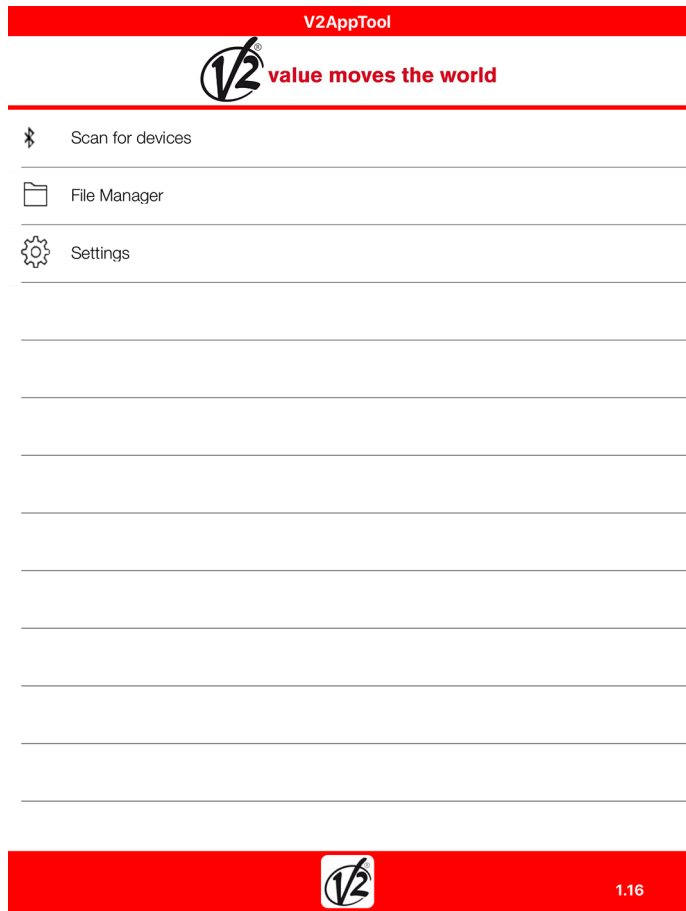 V2AppTool
V2® value moves the world
Scan for devices
File Manager
Settings
V2®
1.16